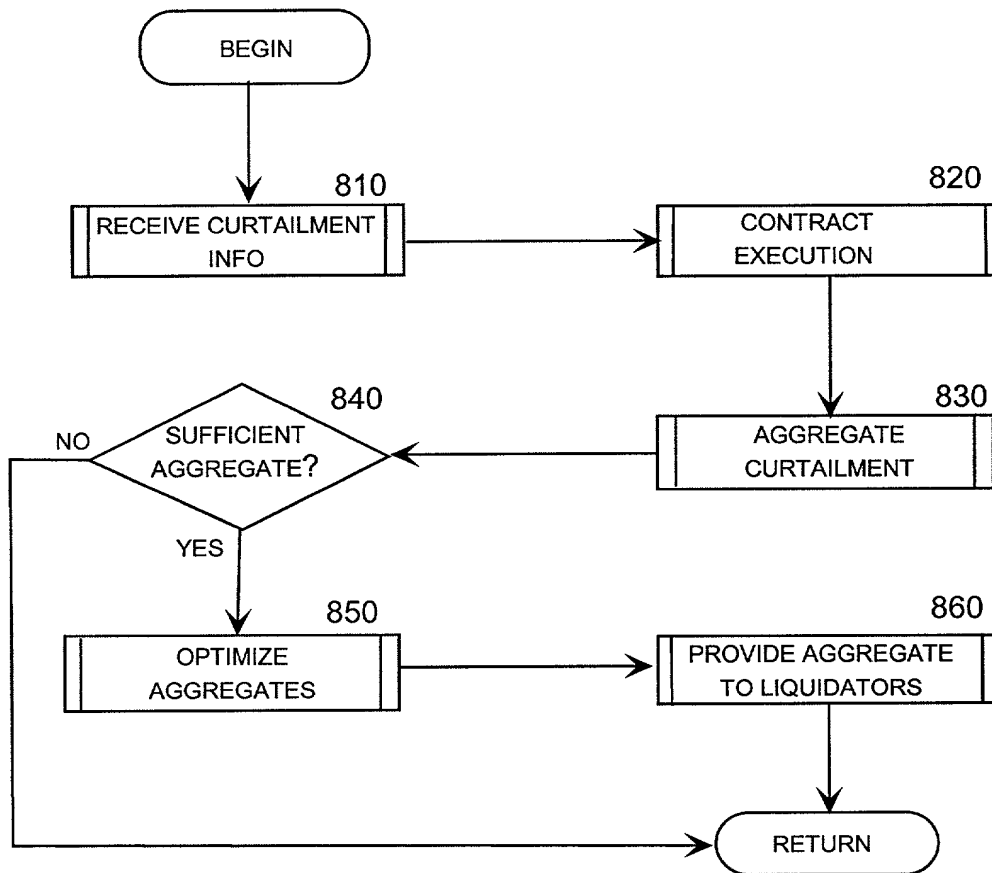 BEGIN
810
RECEIVE CURTAILMENT
INFO
820
CONTRACT
EXECUTION
830
AGGREGATE
CURTAILMENT
840
SUFFICIENT
AGGREGATE?
NO
YES
850
OPTIMIZE
AGGREGATES
860
PROVIDE AGGREGATE
TO LIQUIDATORS
RETURN